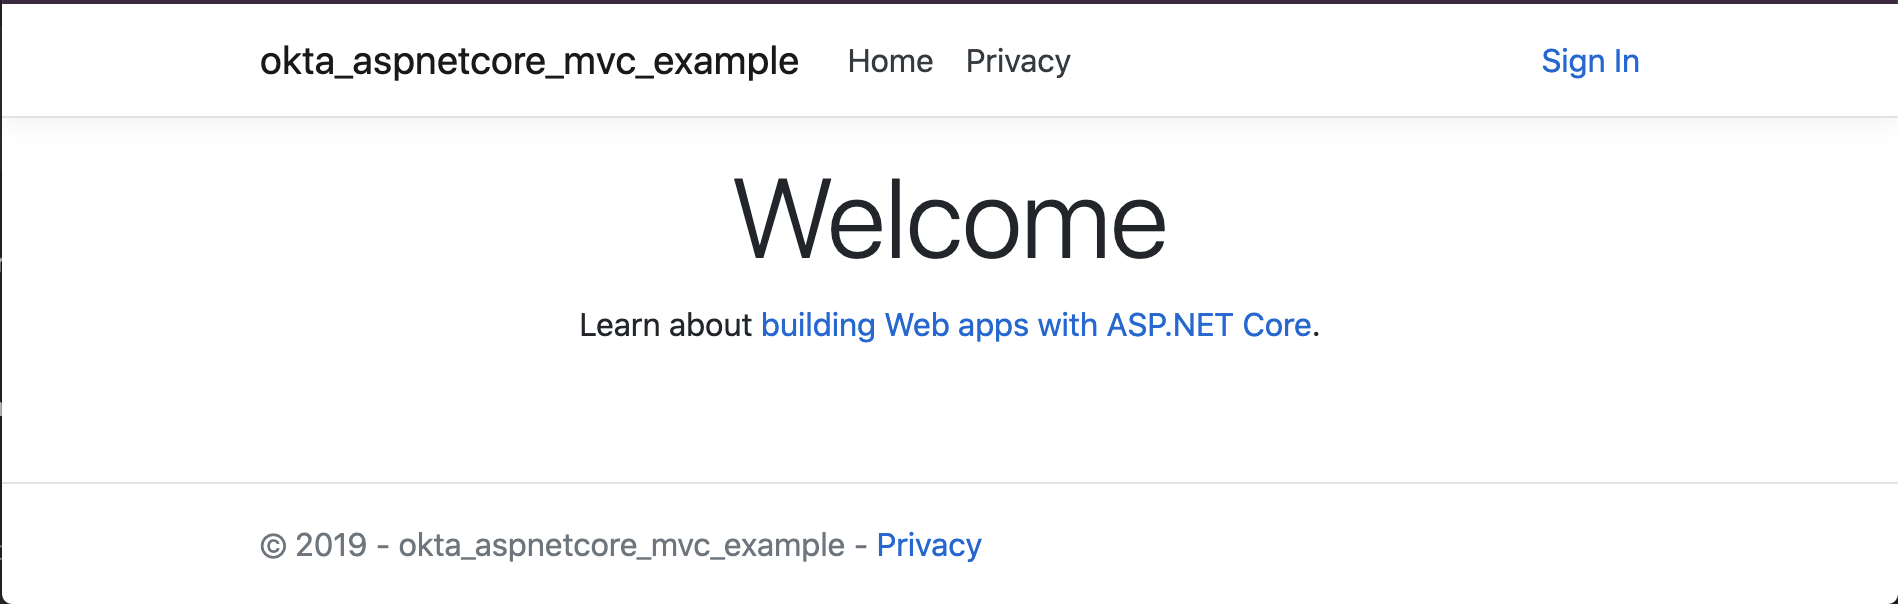 okta_aspnetcore_mvc_example Home Privacy Sign In
Welcome
Learn about building Web apps with ASP.NET Core.
© 2019 - okta_aspnetcore_mvc_example - Privacy